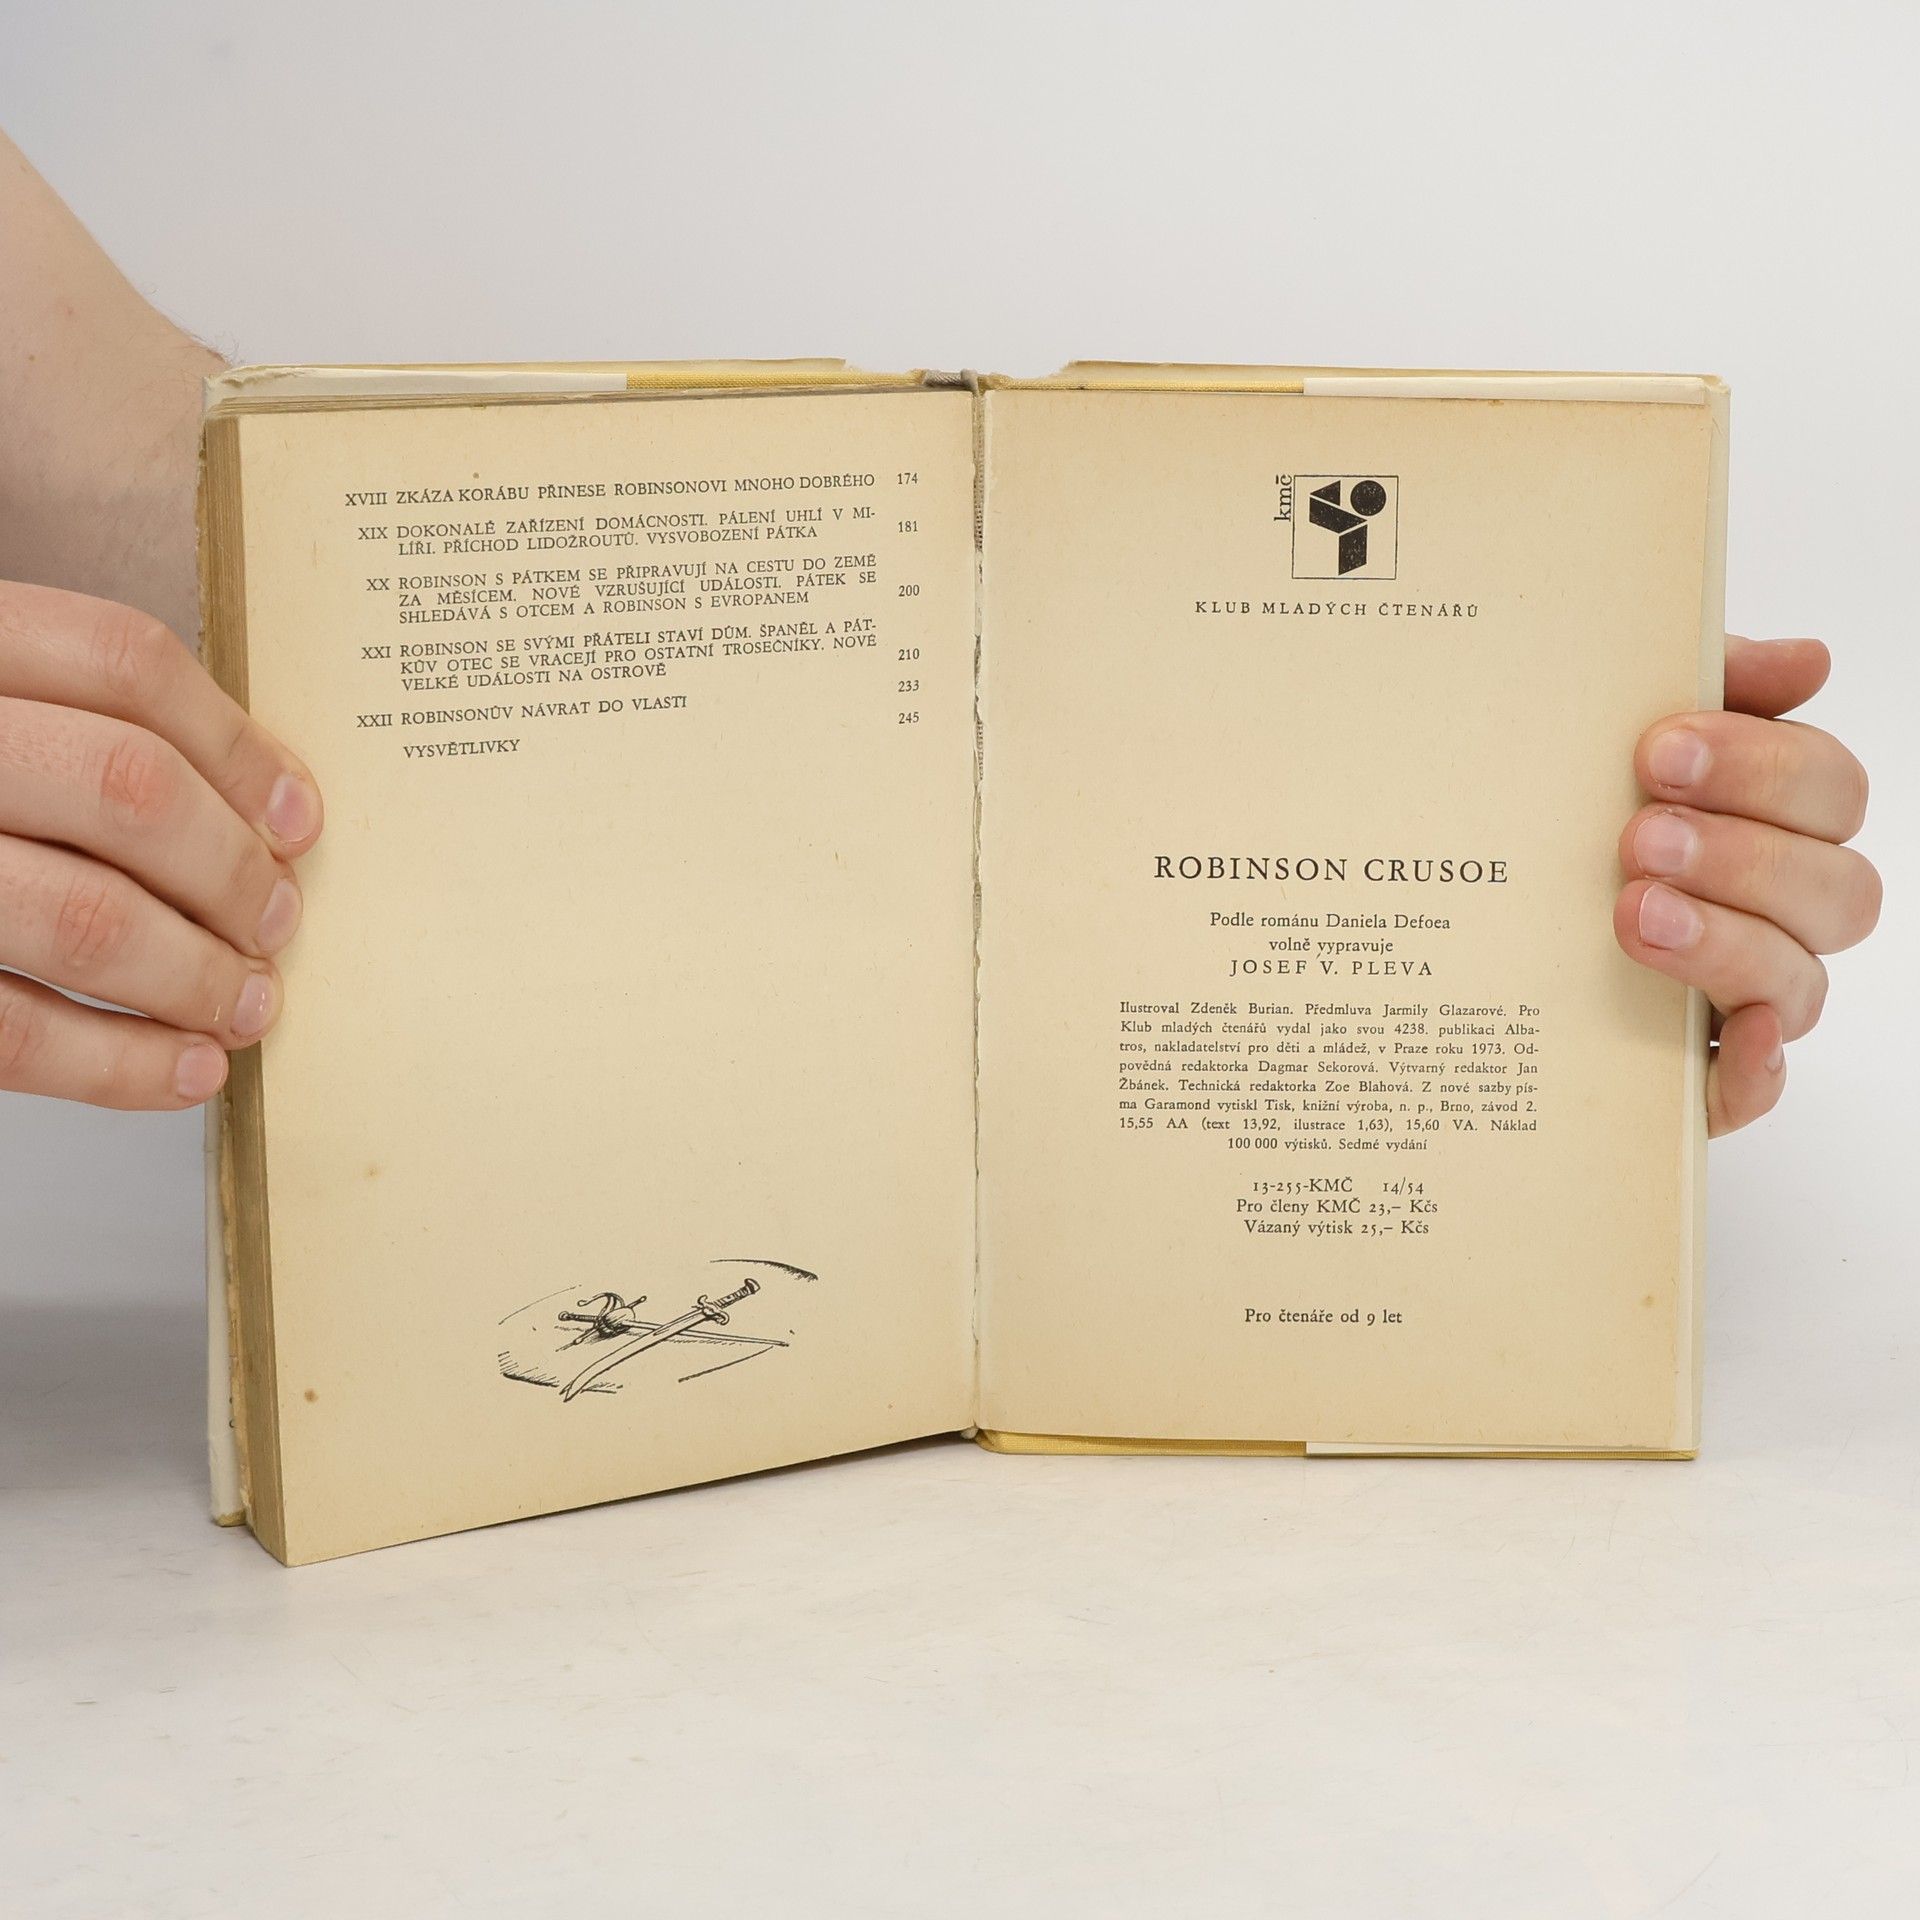 XVIII ZKÁZA KORÁBU PŘINESE ROBINSONOVI MNOHO DOBRÉHO 174
XIX DOKONALÉ ZAŘÍZENÍ DOMÁCNOSTI. PÁLENÍ UHLÍ V MI-
LÍŘI. PŘÍCHOD LIDOŽROUTŮ. VYSVOBOZENÍ PÁTKA 181
XX ROBINSON S PÁTKEM SE PŘIPRAVUJÍ NA CESTU DO ZEMĚ
ZA MĚSÍCEM. NOVÉ VZRUŠUJÍCÍ UDÁLOSTI. PÁTEK SE
SHLEDÁVÁ S OTCEM A ROBINSON S EVROPANEM 200
XXI ROBINSON SE SVÝMI PŘÁTELI STAVÍ DŮM. ŠPANĚL A PÁT-
KŮV OTEC SE VRACEJÍ PRO OSTATNÍ TROSEČNÍKY. NOVÉ
VELKÉ UDÁLOSTI NA OSTROVĚ 210
XXII ROBINSONŮV NÁVRAT DO VLASTI 233
VYSVĚTLIVKY 245
kmč
KLUB MLADÝCH ČTENÁŘŮ
ROBINSON CRUSOE
Podle románu Daniela Defoea
volně vypravuje
JOSEF V. PLEVA
Ilustroval Zdeněk Burian. Předmluva Jarmily Glazarové. Pro
Klub mladých čtenářů vydal jako svou 4238. publikaci Alba-
tros, nakladatelství pro děti a mládež, v Praze roku 1973. Od-
povědná redaktorka Dagmar Sekorová. Výtvarný redaktor Jan
Žbánek. Technická redaktorka Zoe Blahová. Z nové sazby pís-
ma Garamond vytiskl Tisk, knižní výroba, n. p., Brno, závod 2.
15,55 AA (text 13,92, ilustrace 1,63), 15,60 VA. Náklad
100 000 výtisků. Sedmé vydání
13-255-KMČ 14/54
Pro členy KMČ 23,– Kčs
Vázaný výtisk 25,– Kčs
Pro čtenáře od 9 let